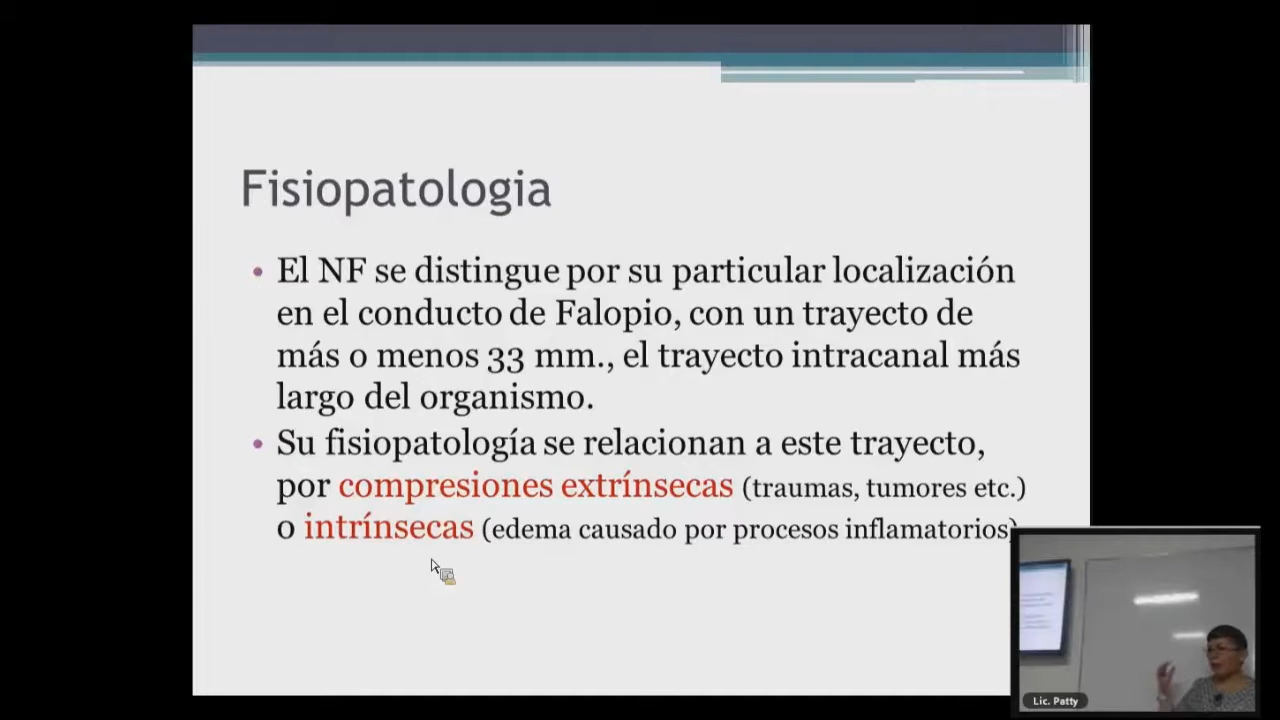 Fisiopatologia
• El NF se distingue por su particular localización
en el conducto de Falopio, con un trayecto de
más o menos 33 mm., el trayecto intracanal más
largo del organismo.
• Su fisiopatología se relacionan a este trayecto,
por compresiones extrínsecas (traumas, tumores etc.)
o intrínsecas (edema causado por procesos inflamatorios)
Lic. Patty